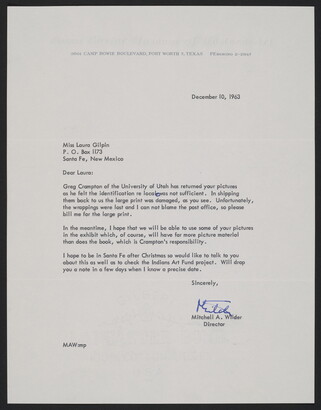 3501 CAMP BOWIE BOULEVARD, FORT WORTH 7, TEXAS PErshing 2-2927
December 10, 1963
Miss Laura Gilpin
P. O. Box 1173
Santa Fe, New Mexico
Dear Laura:
Greg Crampton of the University of Utah has returned your pictures
as he felt the identification re locale was not sufficient. In shipping
them back to us the large print was damaged, as you see. Unfortunately,
the wrappings were lost and I can not blame the post office, so please
bill me for the large print.
In the meantime, I hope that we will be able to use some of your pictures
in the exhibit which, of course, will have far more picture material
than does the book, which is Crampton's responsibility.
I hope to be in Santa Fe after Christmas so would like to talk to you
about this as well as to check the Indians Art Fund project. Will drop
you a note in a few days when I know a precise date.
Sincerely,
Mitch
Mitchell A. Wilder
Director
MAW:mp